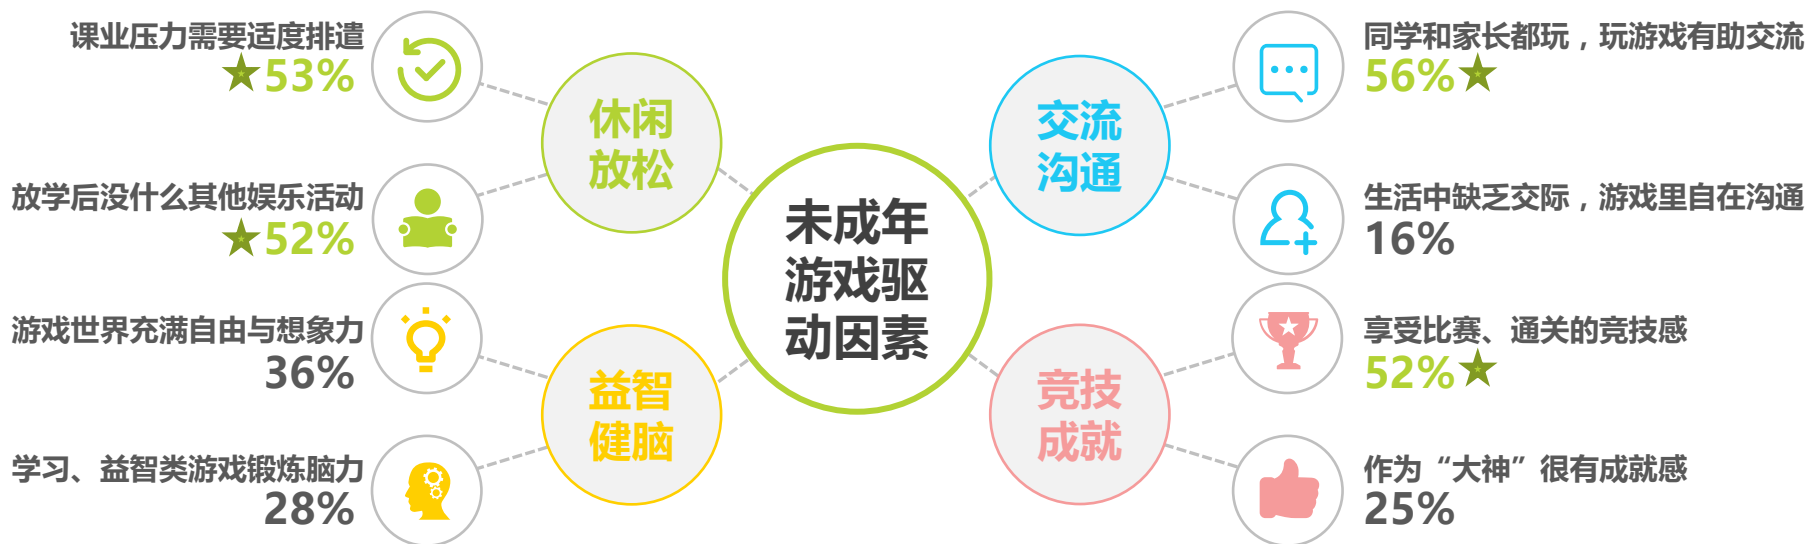 课业压力需要适度排遣
53%
放学后没什么其他娱乐活动
52%
休闲
放松
游戏世界充满自由与想象力
36%
学习、益智类游戏锻炼脑力
28%
益智
健脑
未成年
游戏驱
动因素
交流
沟通
同学和家长都玩，玩游戏有助交流
56%
生活中缺乏交际，游戏里自在沟通
16%
竞技
成就
享受比赛、通关的竞技感
52%
作为“大神”很有成就感
25%